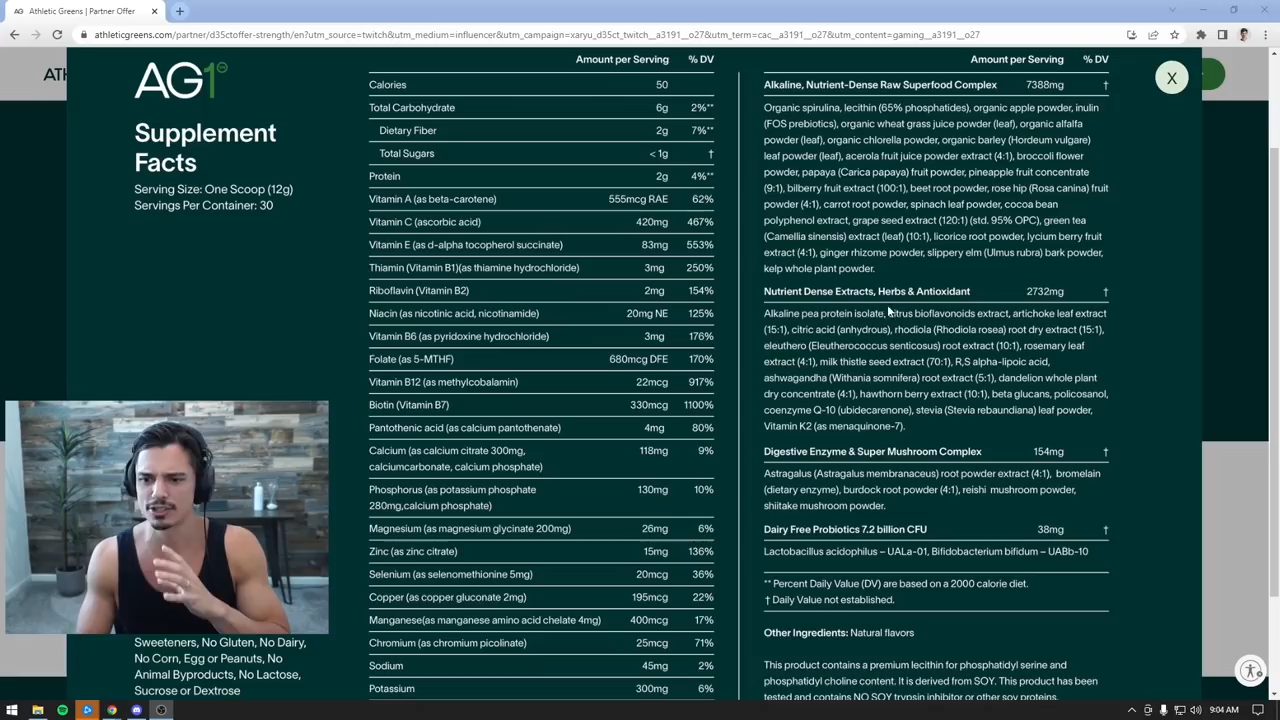 Athletic Greens | Partner Offer
athleticgreens.com/partner/d35ctoffer-strength/en?utm_source=twitch&utm_medium=influencer&utm_campaign=xaryu_d35ct_twitch__a3191__o27&utm_term=cac__a3191__o27&utm_content=gaming__a3191__o27
AG1
Supplement
Facts
Serving Size: One Scoop (12g)
Servings Per Container: 30
Sweeteners, No Gluten, No Dairy,
No Corn, Egg or Peanuts, No
Animal Byproducts, No Lactose,
Sucrose or Dextrose
Amount per Serving % DV
Calories 50
Total Carbohydrate 6g 2%**
Dietary Fiber 2g 7%**
Total Sugars < 1g †
Protein 2g 4%**
Vitamin A (as beta-carotene) 555mcg RAE 62%
Vitamin C (ascorbic acid) 420mg 467%
Vitamin E (as d-alpha tocopherol succinate) 83mg 553%
Thiamin (Vitamin B1)(as thiamine hydrochloride) 3mg 250%
Riboflavin (Vitamin B2) 2mg 154%
Niacin (as nicotinic acid, nicotinamide) 20mg NE 125%
Vitamin B6 (as pyridoxine hydrochloride) 3mg 176%
Folate (as 5-MTHF) 680mcg DFE 170%
Vitamin B12 (as methylcobalamin) 22mcg 917%
Biotin (Vitamin B7) 330mcg 1100%
Pantothenic acid (as calcium pantothenate) 4mg 80%
Calcium (as calcium citrate 300mg, 118mg 9%
calciumcarbonate, calcium phosphate)
Phosphorus (as potassium phosphate 130mg 10%
280mg,calcium phosphate)
Magnesium (as magnesium glycinate 200mg) 26mg 6%
Zinc (as zinc citrate) 15mg 136%
Selenium (as selenomethionine 5mg) 20mcg 36%
Copper (as copper gluconate 2mg) 195mcg 22%
Manganese(as manganese amino acid chelate 4mg) 400mcg 17%
Chromium (as chromium picolinate) 25mcg 71%
Sodium 45mg 2%
Potassium 300mg 6%
Amount per Serving % DV
Alkaline, Nutrient-Dense Raw Superfood Complex 7388mg †
Organic spirulina, lecithin (65% phosphatides), organic apple powder, inulin
(FOS prebiotics), organic wheat grass juice powder (leaf), organic alfalfa
powder (leaf), organic chlorella powder, organic barley (Hordeum vulgare)
leaf powder (leaf), acerola fruit juice powder extract (4:1), broccoli flower
powder, papaya (Carica papaya) fruit powder, pineapple fruit concentrate
(9:1), bilberry fruit extract (100:1), beet root powder, rose hip (Rosa canina) fruit
powder (4:1), carrot root powder, spinach leaf powder, cocoa bean
polyphenol extract, grape seed extract (120:1) (std. 95% OPC), green tea
(Camellia sinensis) extract (leaf) (10:1), licorice root powder, lycium berry fruit
extract (4:1), ginger rhizome powder, slippery elm (Ulmus rubra) bark powder,
kelp whole plant powder.
Nutrient Dense Extracts, Herbs & Antioxidant 2732mg †
Alkaline pea protein isolate, citrus bioflavonoids extract, artichoke leaf extract
(15:1), citric acid (anhydrous), rhodiola (Rhodiola rosea) root dry extract (15:1),
eleuthero (Eleutherococcus senticosus) root extract (10:1), rosemary leaf
extract (4:1), milk thistle seed extract (70:1), R,S alpha-lipoic acid,
ashwagandha (Withania somnifera) root extract (5:1), dandelion whole plant
dry concentrate (4:1), hawthorn berry extract (10:1), beta glucans, policosanol,
coenzyme Q-10 (ubidecarenone), stevia (Stevia rebaundiana) leaf powder,
Vitamin K2 (as menaquinone-7).
Digestive Enzyme & Super Mushroom Complex 154mg †
Astragalus (Astragalus membranaceus) root powder extract (4:1), bromelain
(dietary enzyme), burdock root powder (4:1), reishi mushroom powder,
shiitake mushroom powder.
Dairy Free Probiotics 7.2 billion CFU 38mg †
Lactobacillus acidophilus – UALa-01, Bifidobacterium bifidum – UABb-10
** Percent Daily Value (DV) are based on a 2000 calorie diet.
† Daily Value not established.
Other Ingredients: Natural flavors
This product contains a premium lecithin for phosphatidyl serine and
phosphatidyl choline content. It is derived from SOY. This product has been
tested and contains NO SOY trypsin inhibitor or other soy proteins.
X
9:04 AM